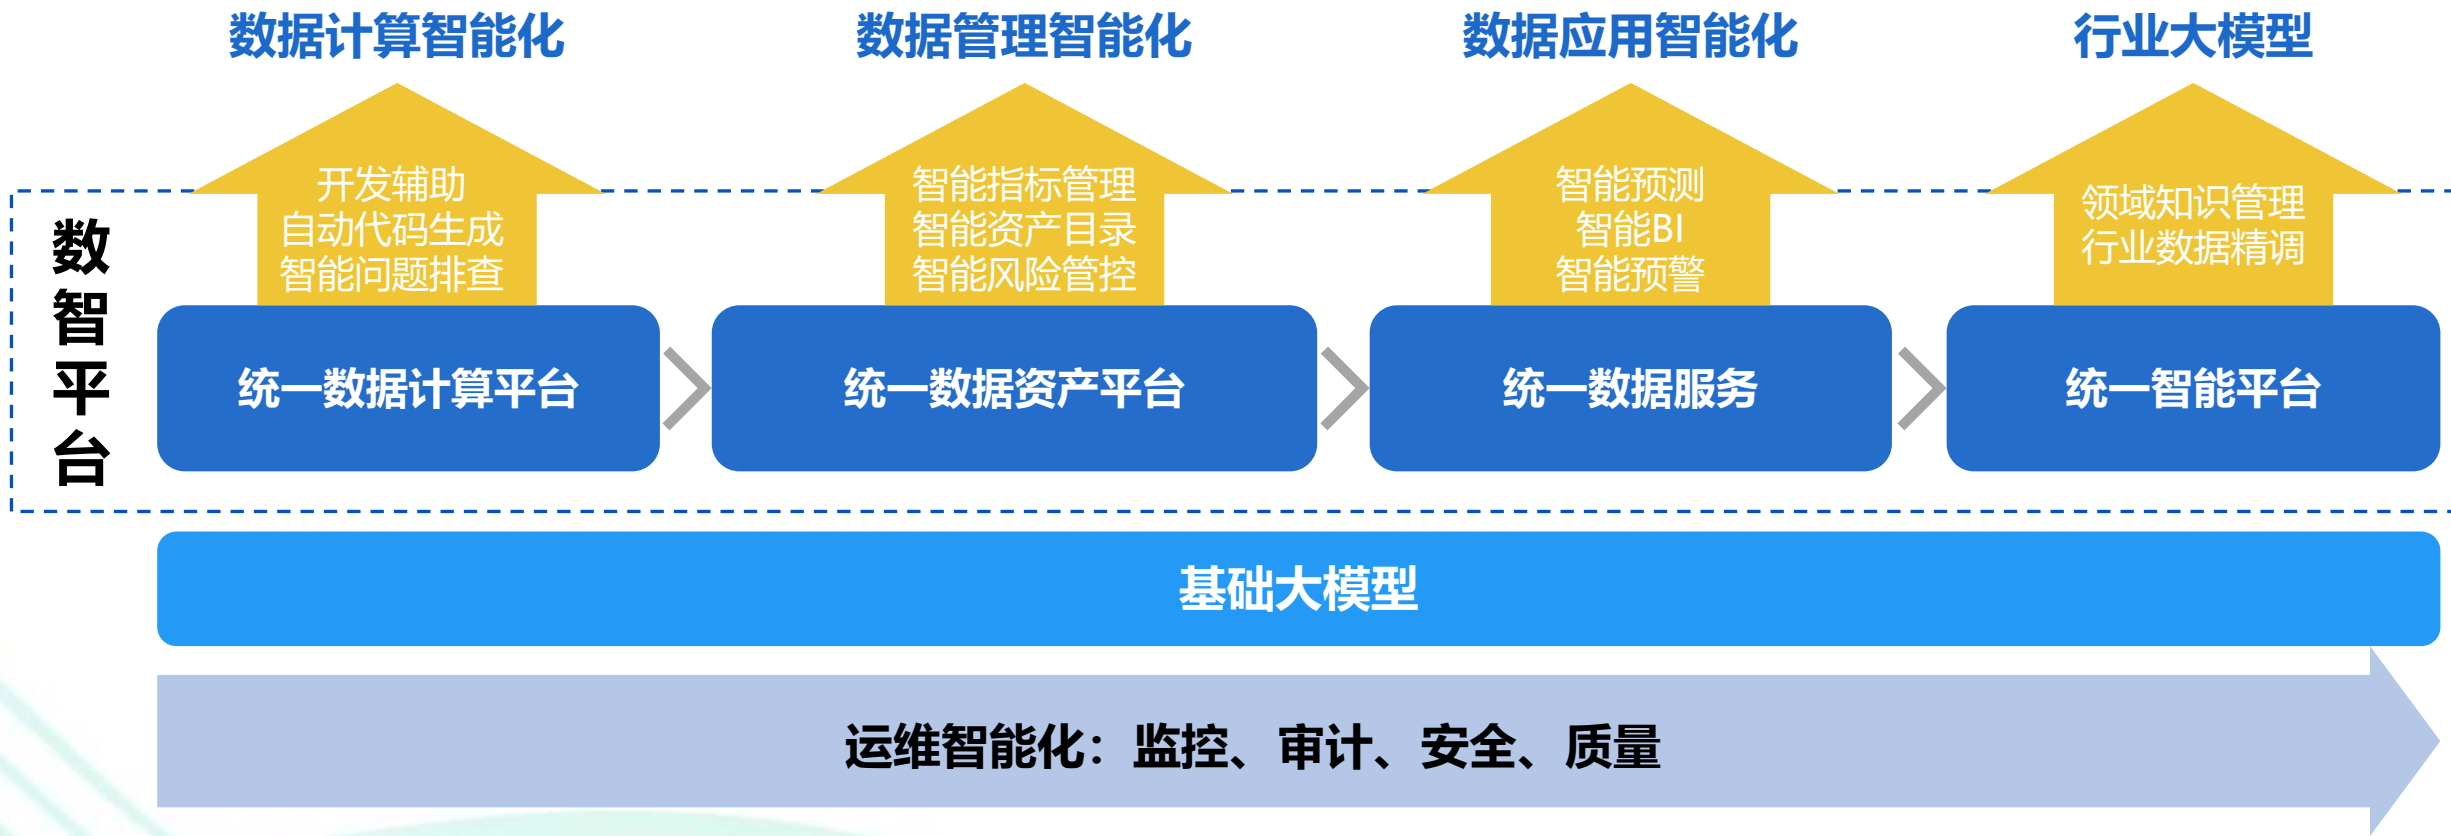 数据计算智能化
数据管理智能化
数据应用智能化
行业大模型
开发辅助
自动代码生成
智能问题排查
智能指标管理
智能资产目录
智能风险管控
智能预测
智能BI
智能预警
领域知识管理
行业数据精调
数智平台
统一数据计算平台
统一数据资产平台
统一数据服务
统一智能平台
基础大模型
运维智能化：监控、审计、安全、质量